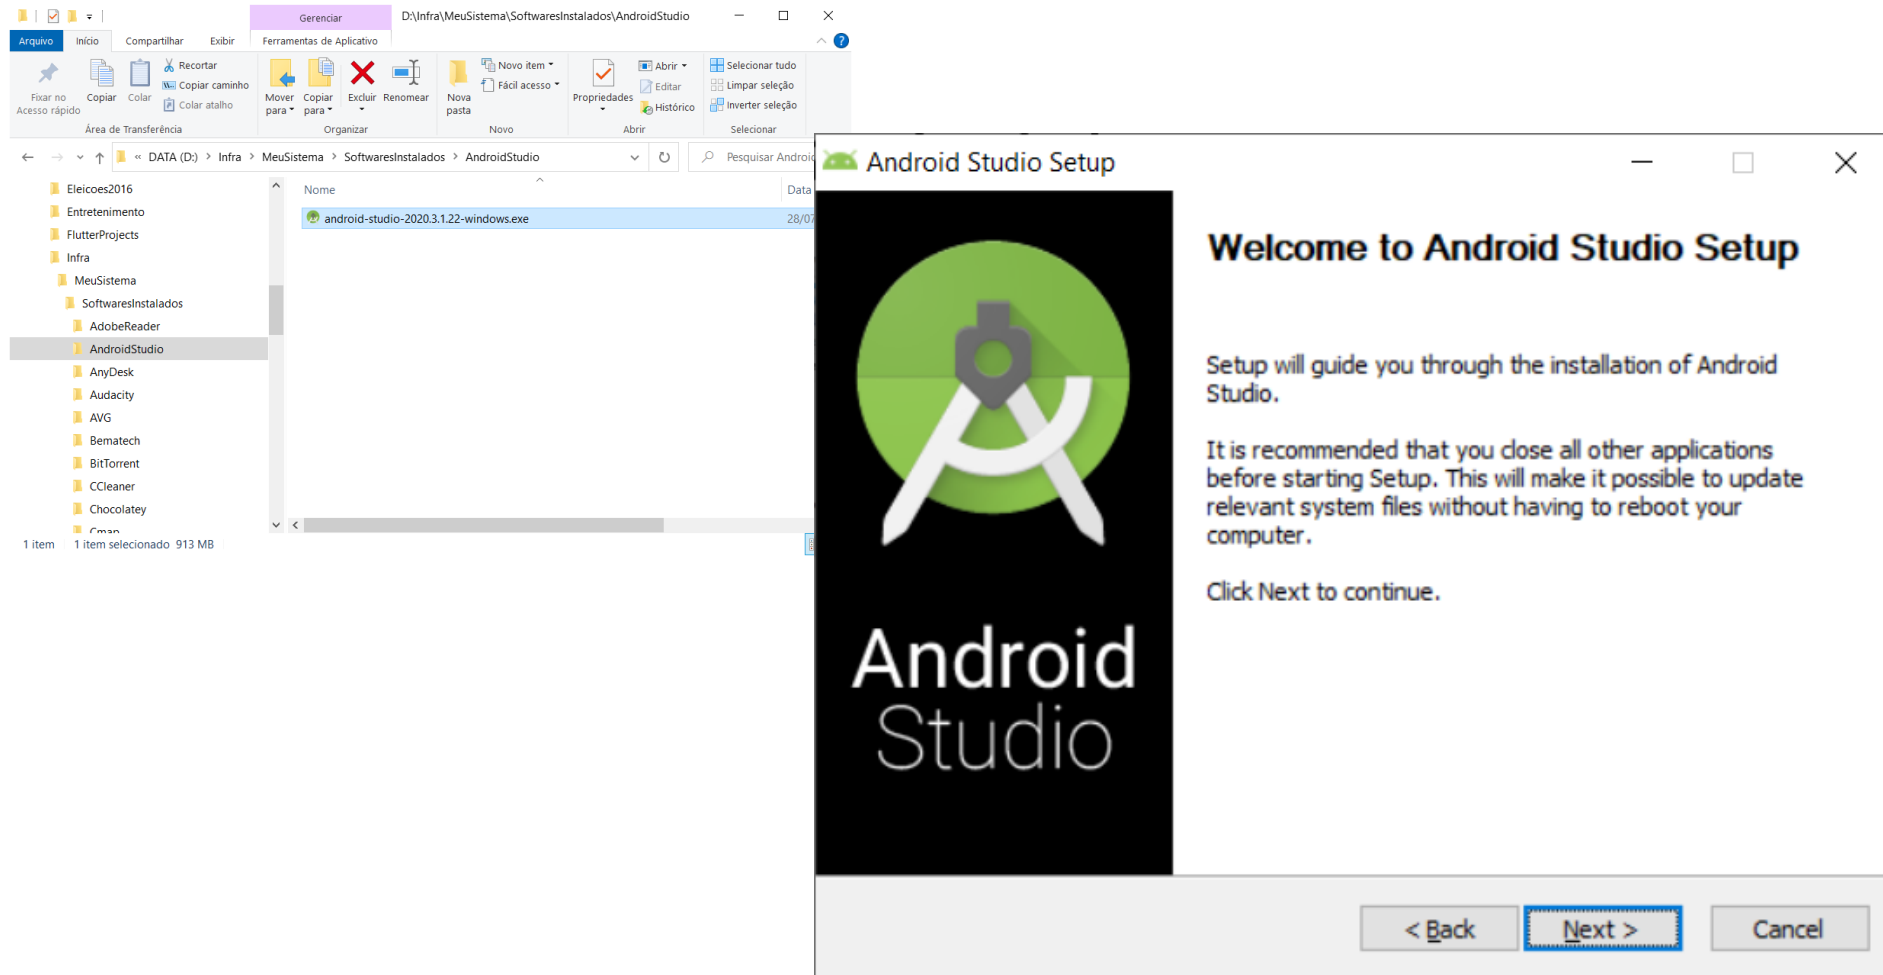 Gerenciar
D:\Infra\MeuSistema\SoftwaresInstalados\AndroidStudio
Arquivo
Início
Compartilhar
Exibir
Ferramentas de Aplicativo
?
Fixar no
Acesso rápido
Copiar
Colar
Recortar
Copiar caminho
Colar atalho
Área de Transferência
Mover
para
Copiar
para
Excluir
Renomear
Organizar
Nova
pasta
Novo item
Fácil acesso
Novo
Propriedades
Abrir
Editar
Histórico
Abrir
Selecionar tudo
Limpar seleção
Inverter seleção
Selecionar
« DATA (D:) > Infra > MeuSistema > SoftwaresInstalados > AndroidStudio
Pesquisar
Eleicoes2016
Entretenimento
FlutterProjects
Infra
MeuSistema
SoftwaresInstalados
AdobeReader
AndroidStudio
AnyDesk
Audacity
AVG
Bematech
BitTorrent
CCleaner
Chocolatey
Cmap
Nome
Data
android-studio-2020.3.1.22-windows.exe
28/07
1 item
1 item selecionado 913 MB
Android Studio Setup
Android
Studio
Welcome to Android Studio Setup
Setup will guide you through the installation of Android
Studio.
It is recommended that you close all other applications
before starting Setup. This will make it possible to update
relevant system files without having to reboot your
computer.
Click Next to continue.
< Back
Next >
Cancel